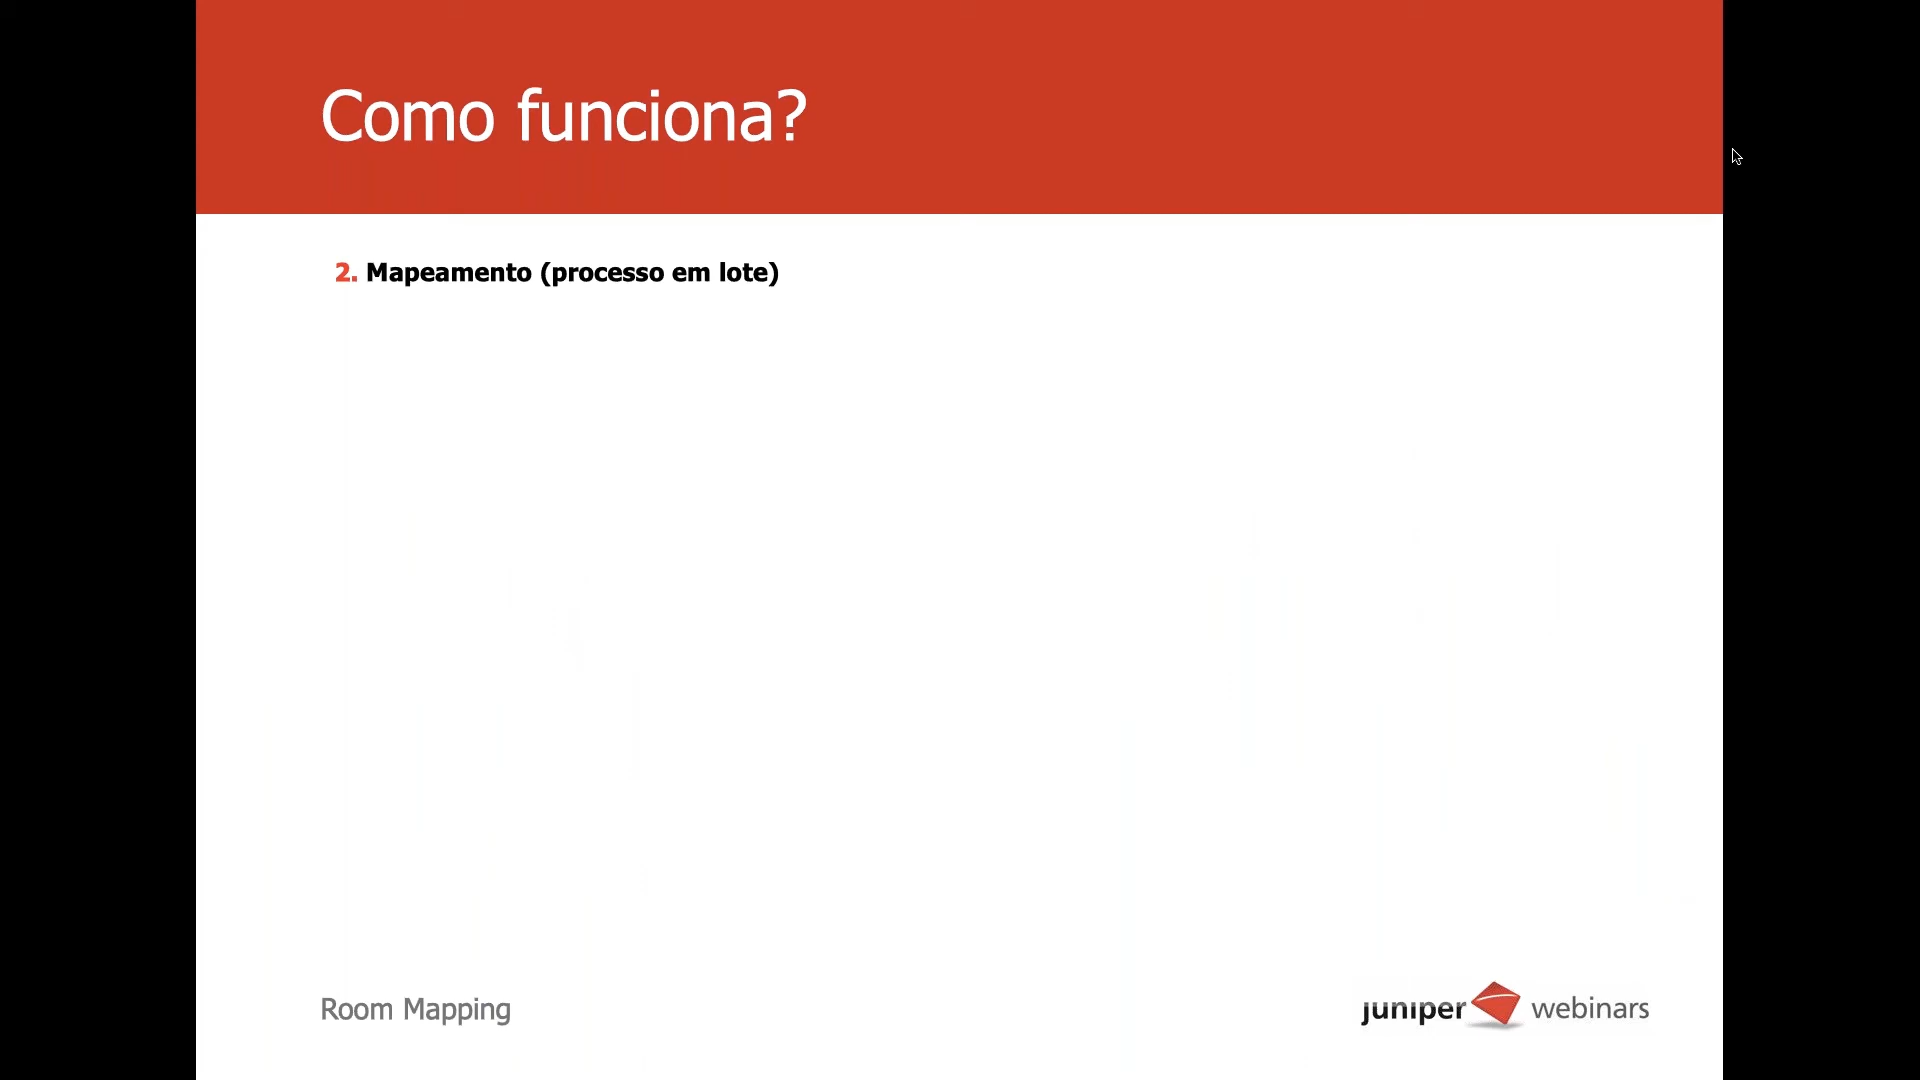 Como funciona?
2. Mapeamento (processo em lote)
Room Mapping
juniper webinars